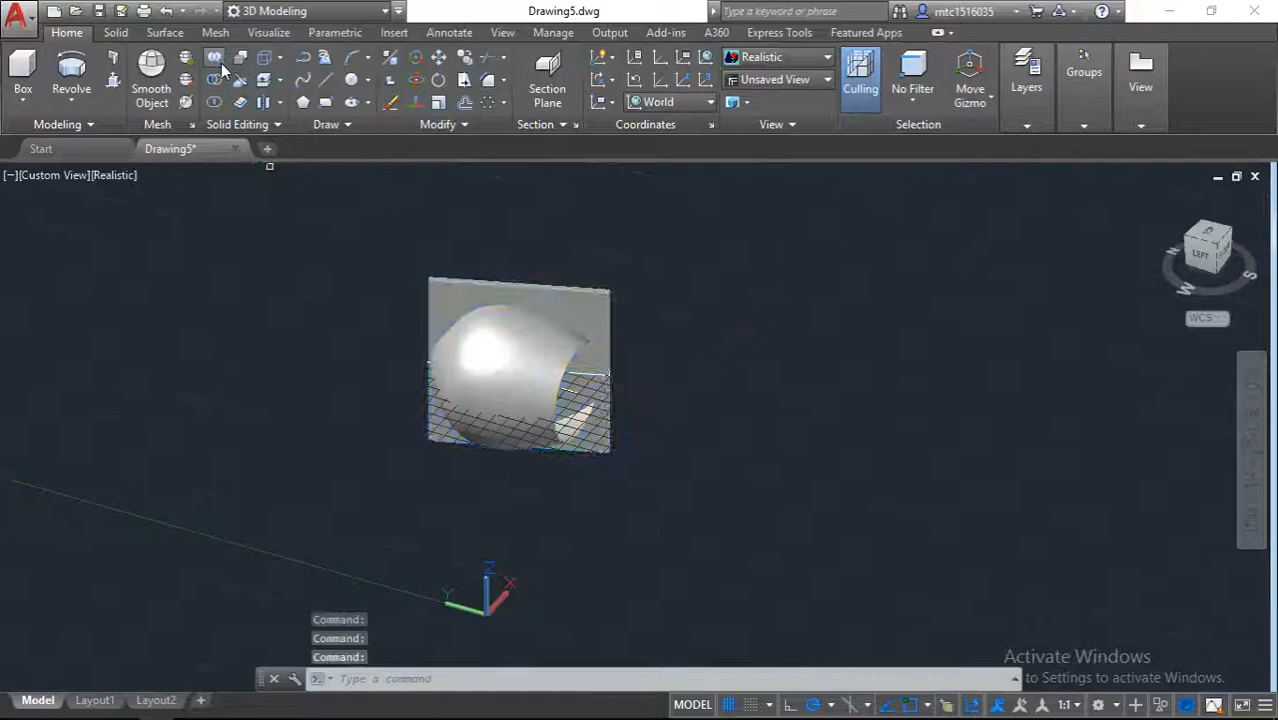 3D Modeling
Drawing5.dwg
Type a keyword or phrase
rmtc1516035
Home
Solid
Surface
Mesh
Visualize
Parametric
Insert
Annotate
View
Manage
Output
Add-ins
A360
Express Tools
Featured Apps
Box
Revolve
Smooth
Object
Section
Plane
Realistic
Unsaved View
World
Culling
No Filter
Move
Gizmo
Layers
Groups
View
Modeling
Mesh
Solid Editing
Draw
Modify
Section
Coordinates
View
Selection
Start
Drawing5*
[−][Custom View][Realistic]
LEFT
N
S
W
WCS
Z
X
Y
Command:
Command:
Command:
Type a command
Activate Windows
to Settings to activate Windows.
Model
Layout1
Layout2
MODEL
1:1